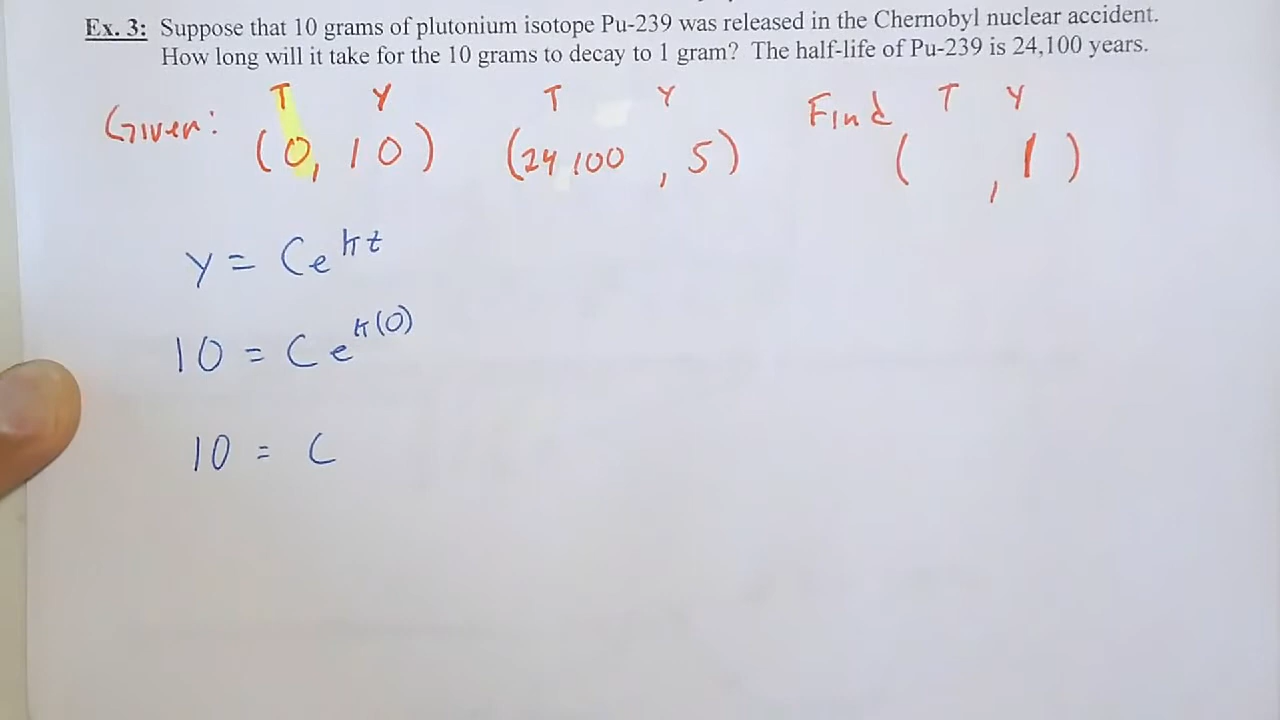 Ex. 3: Suppose that 10 grams of plutonium isotope Pu-239 was released in the Chernobyl nuclear accident.
How long will it take for the 10 grams to decay to 1 gram? The half-life of Pu-239 is 24,100 years.
T Y T Y Find T Y
Given: (0, 10) (24,100, 5) ( , 1)
y = Ce^kt
10 = Ce^k(0)
10 = C